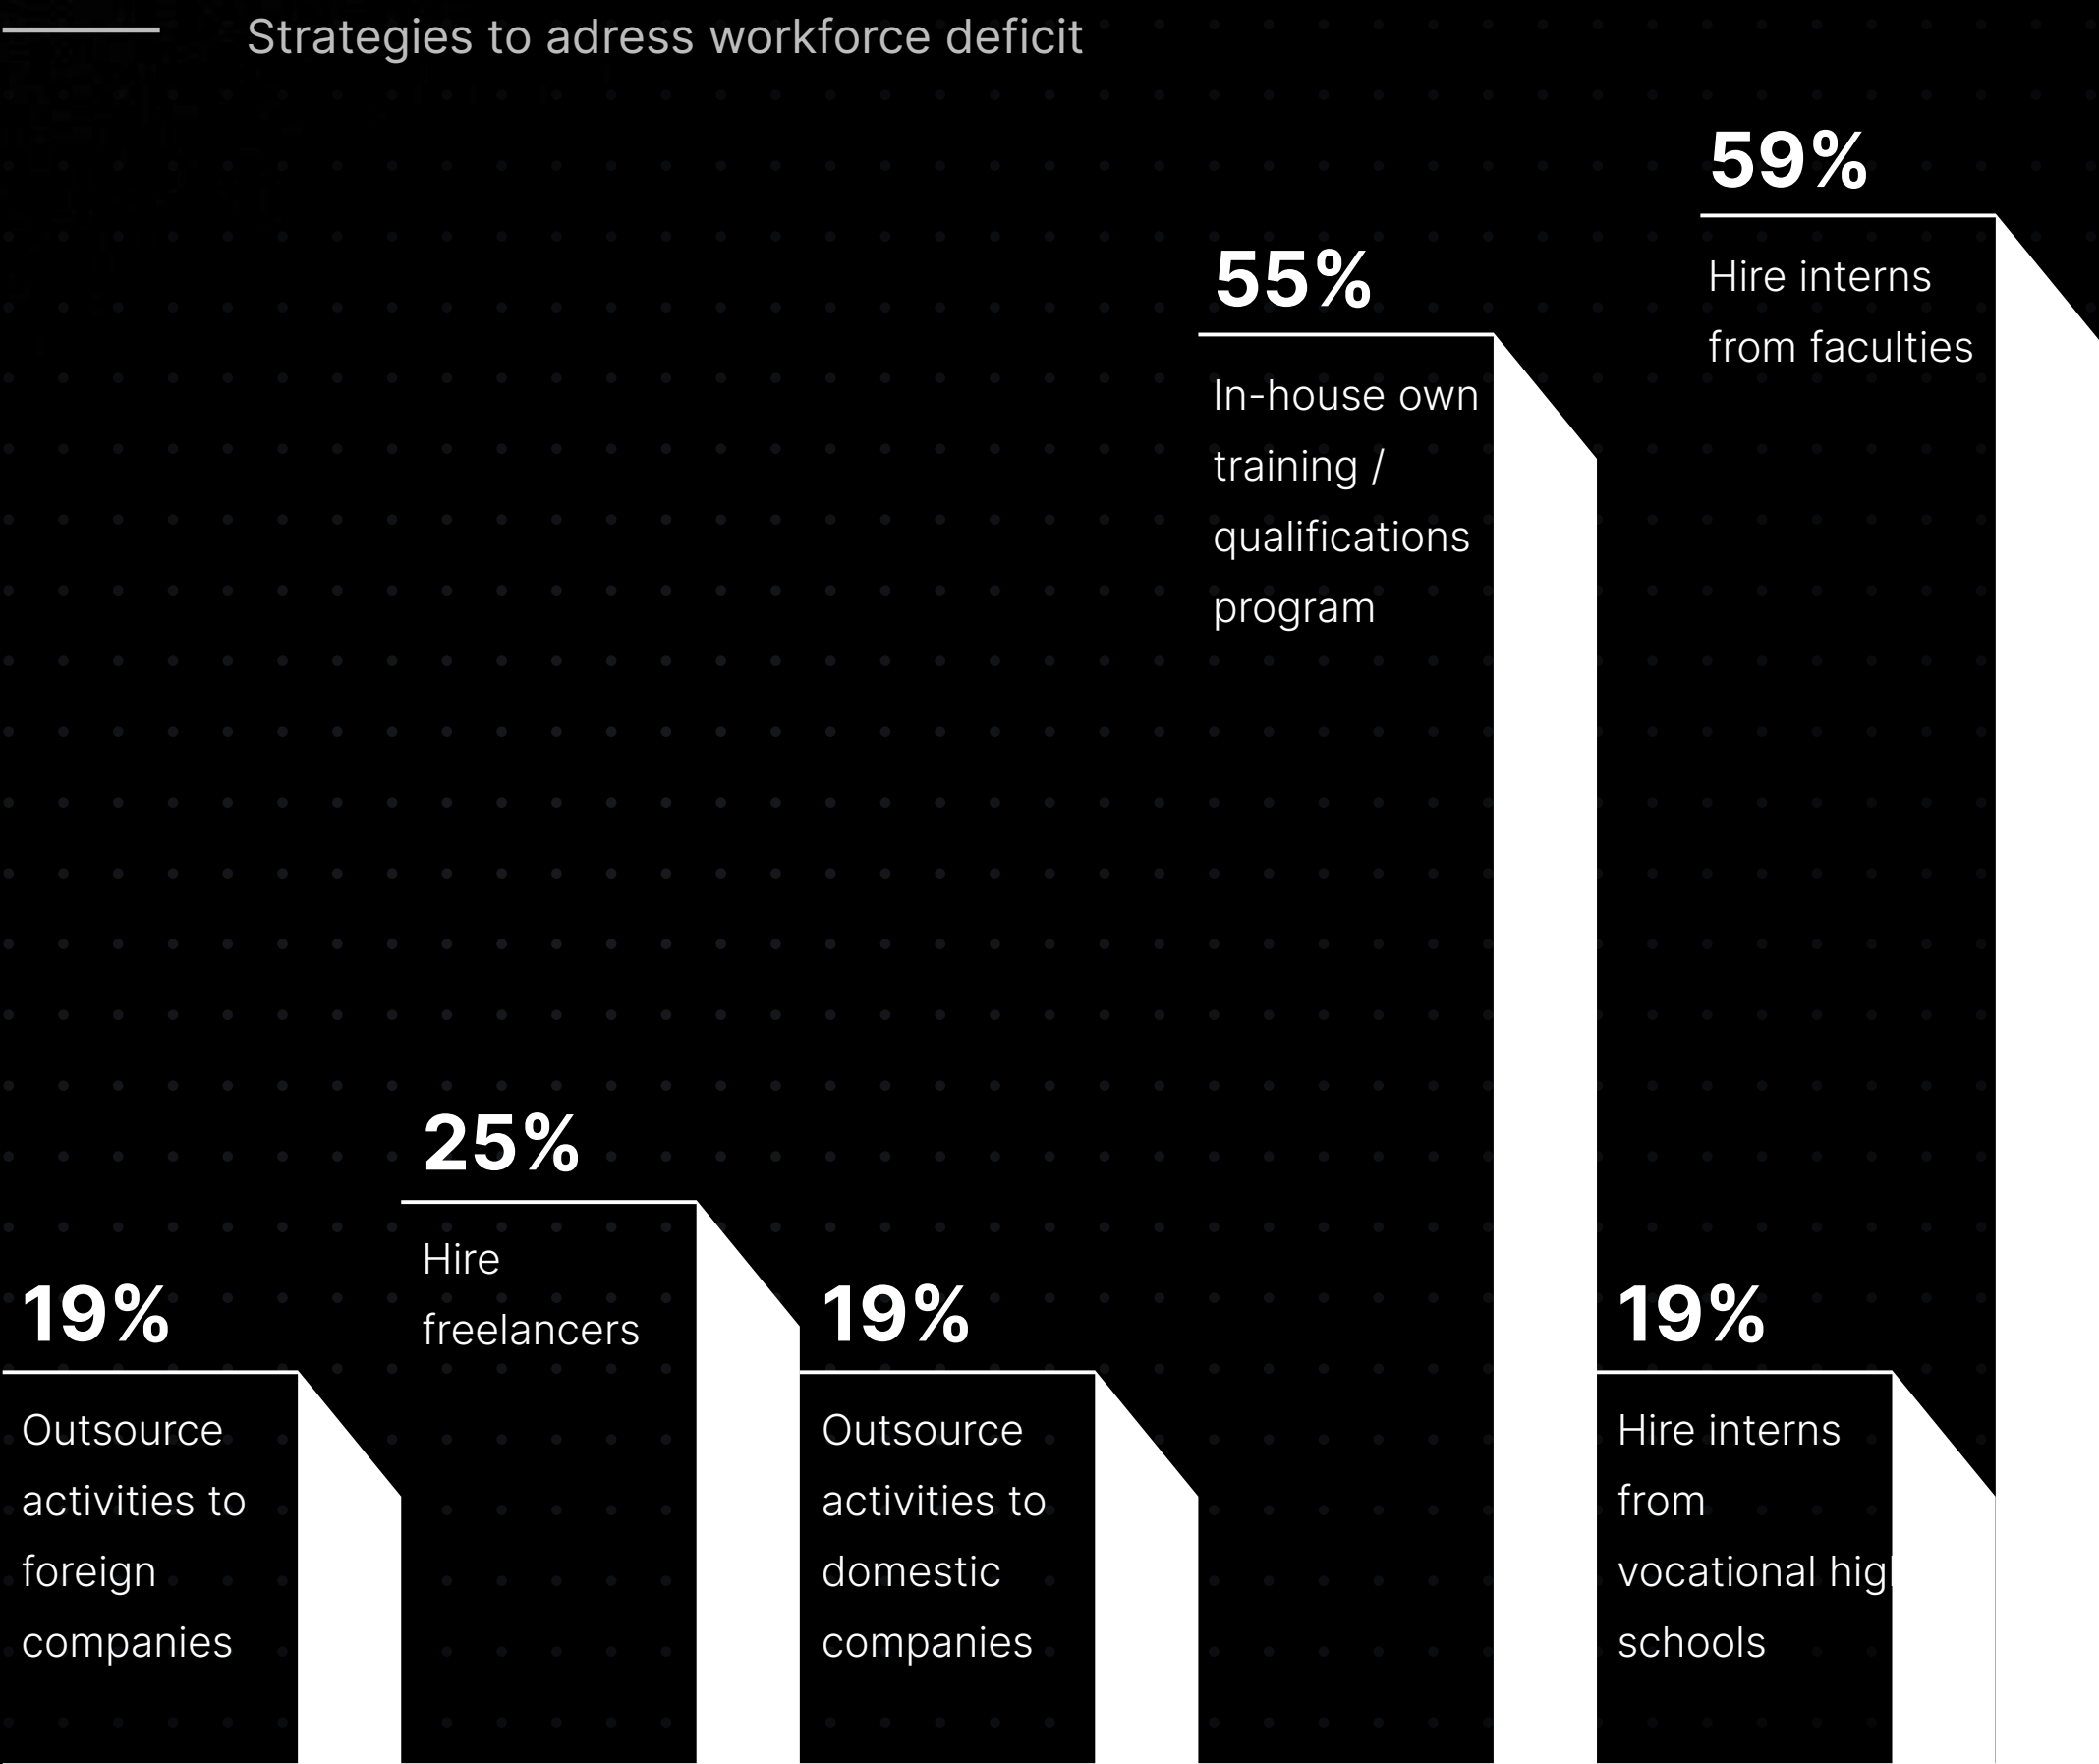 Strategies to adress workforce deficit
19%
Outsource
activities to
foreign
companies
25%
Hire
freelancers
19%
Outsource
activities to
domestic
companies
55%
In-house own
training /
qualifications
program
19%
Hire interns
from
vocational high
schools
59%
Hire interns
from faculties